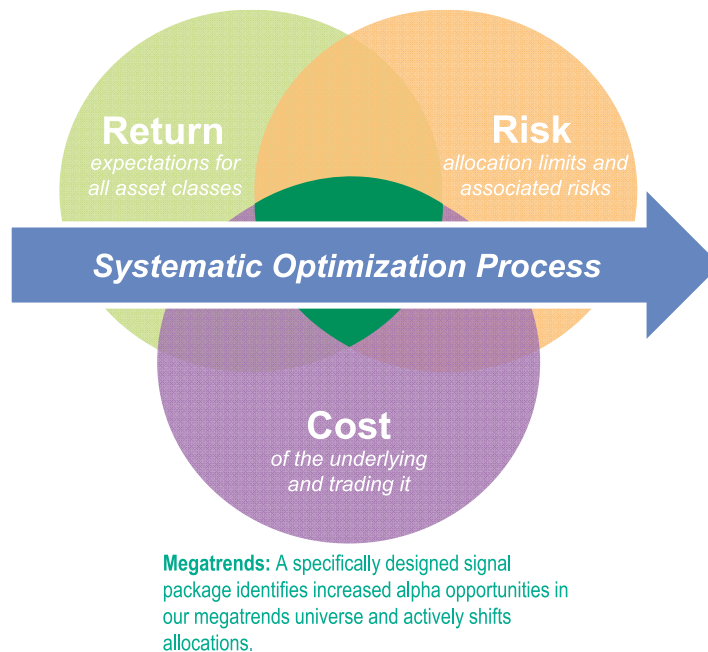 Return
expectations for
all asset classes
Risk
allocation limits and
associated risks
Systematic Optimization Process
Cost
of the underlying
and trading it
Megatrends: A specifically designed signal
package identifies increased alpha opportunities in
our megatrends universe and actively shifts
allocations.